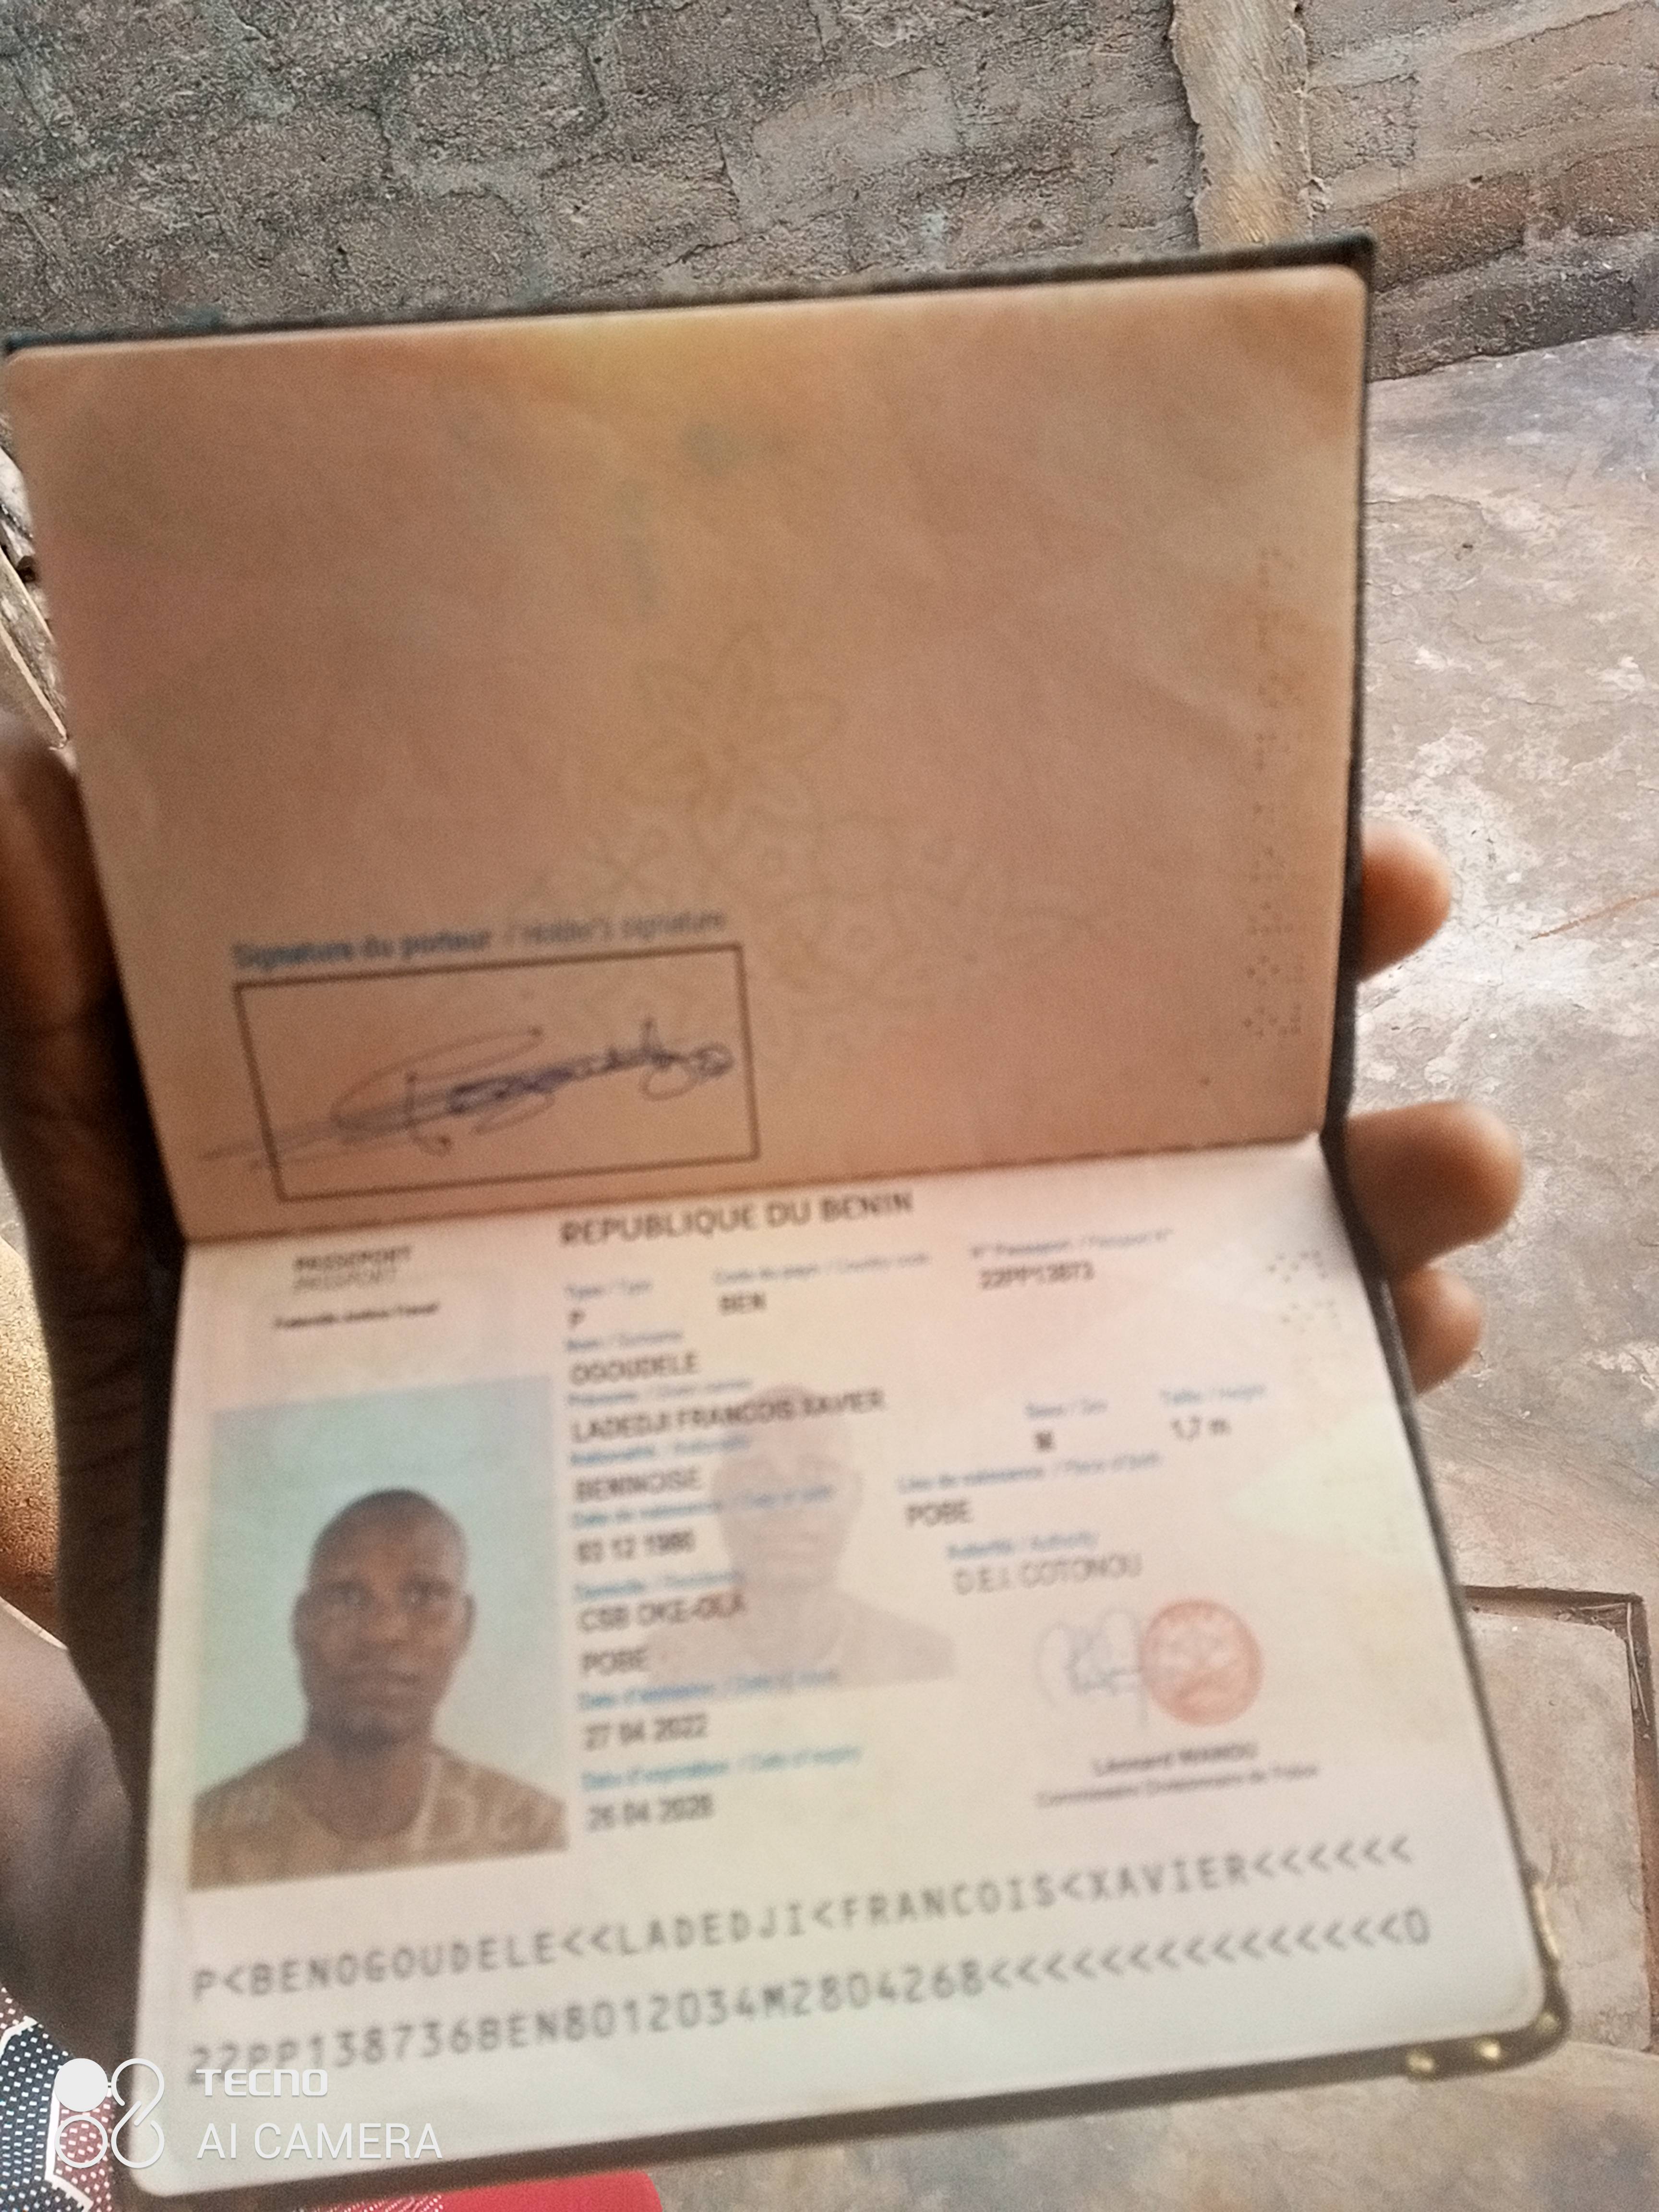 Signature du porteur / Holder's signature
REPUBLIQUE DU BENIN
PASSEPORT
PASSPORT
Type / Type
Code du pays / Country code
N° Passeport / Passport N°
P
BEN
22PP13873
Nom / Surname
OGOUDELE
Prénoms / Given names
LADEDJI FRANCOIS XAVIER
Sexe / Sex
Taille / Height
M
1,7 m
Nationalité / Nationality
BENINOISE
Lieu de naissance / Place of birth
POBE
Date de naissance / Date of birth
03 12 1980
Autorité / Authority
D.E.I. COTONOU
Domicile / Residence
CSB OKE-OLA
POBE
Date d'émission / Date of issue
27 04 2022
Date d'expiration / Date of expiry
26 04 2028
Léonard
Commissaire Divisionnaire de Police
P<BENOGOUDELE<<LADEDJI<FRANCOIS<XAVIER<<<<<<
22PP138736BEN8012034M2804268<<<<<<<<<<<<<<<0
TECNO
AI CAMERA